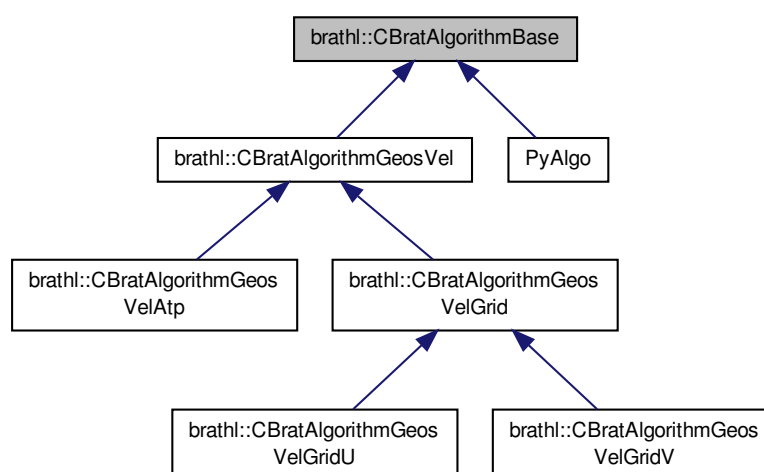 brathl::CBratAlgorithmBase
brathl::CBratAlgorithmGeosVel
PyAlgo
brathl::CBratAlgorithmGeos
VelAtp
brathl::CBratAlgorithmGeos
VelGrid
brathl::CBratAlgorithmGeos
VelGridU
brathl::CBratAlgorithmGeos
VelGridV